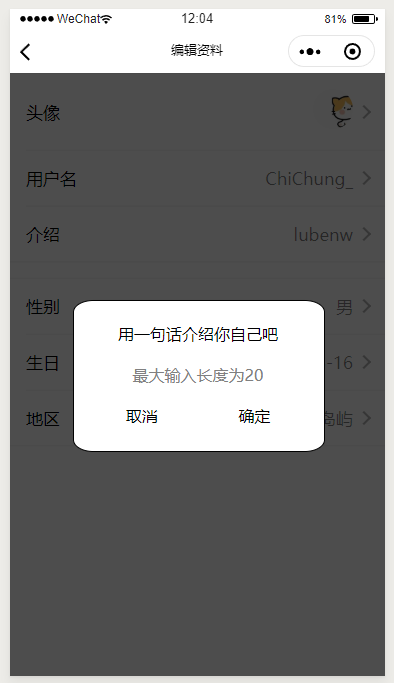 WeChat 12:04 81%
编辑资料
头像
用户名 ChiChung_
介绍 lubenw
性别 男
用一句话介绍你自己吧
生日 -16
最大输入长度为20
地区 岛屿
取消 确定